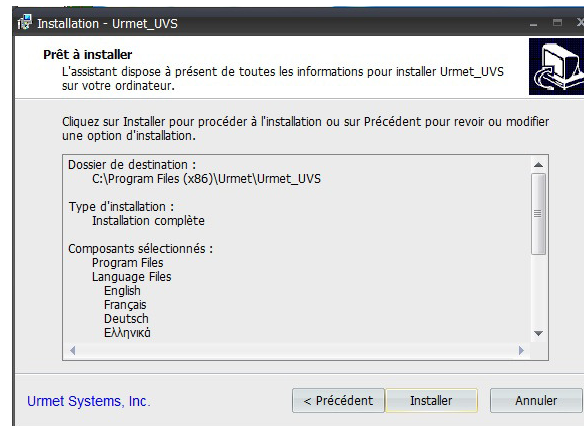 Installation - Urmet_UVS
Prêt à installer
L'assistant dispose à présent de toutes les informations pour installer Urmet_UVS
sur votre ordinateur.
Cliquez sur Installer pour procéder à l'installation ou sur Précédent pour revoir ou modifier
une option d'installation.
Dossier de destination :
C:\Program Files (x86)\Urmet\Urmet_UVS
Type d'installation :
Installation complète
Composants sélectionnés :
Program Files
Language Files
English
Français
Deutsch
Ελληνικά
Urmet Systems, Inc.
< Précédent
Installer
Annuler